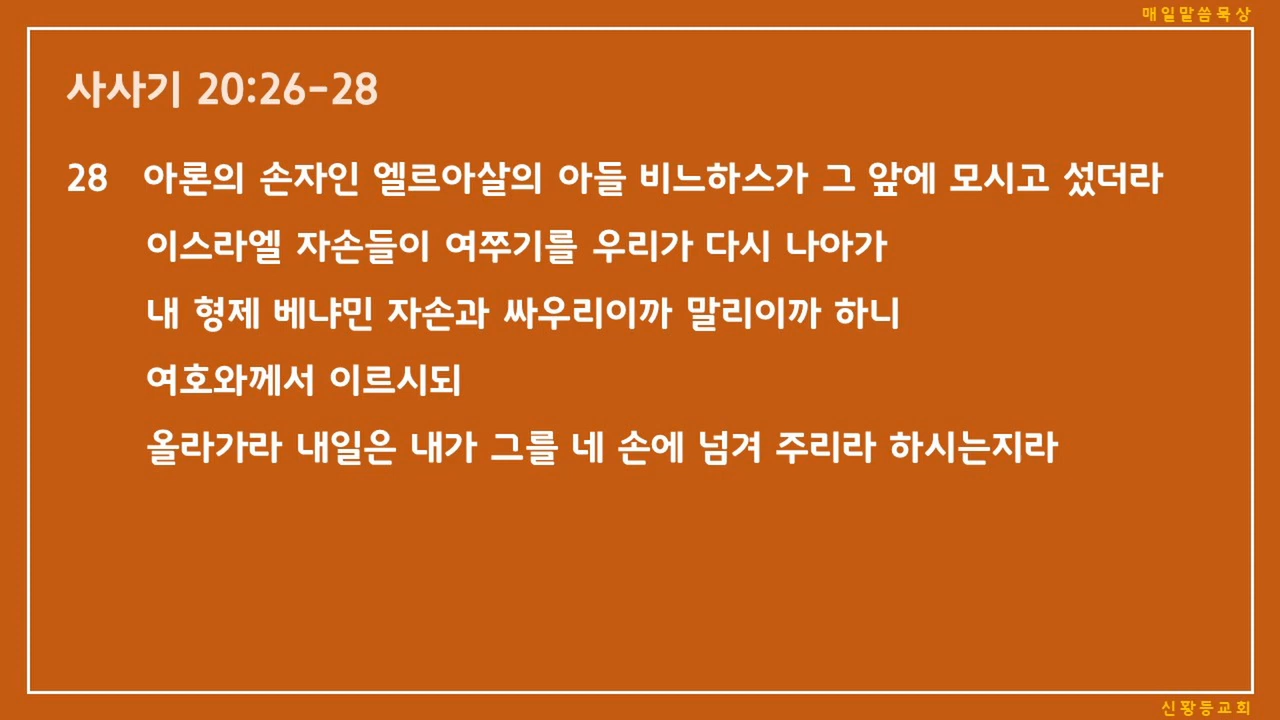 매일말씀묵상
사사기 20:26-28
28 아론의 손자인 엘르아살의 아들 비느하스가 그 앞에 모시고 섰더라
이스라엘 자손들이 여쭈기를 우리가 다시 나아가
내 형제 베냐민 자손과 싸우리이까 말리이까 하니
여호와께서 이르시되
올라가라 내일은 내가 그를 네 손에 넘겨 주리라 하시는지라
신황등교회